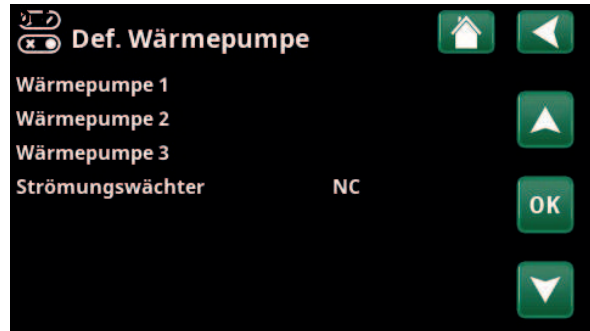 Def. Wärmepumpe
Wärmepumpe 1
Wärmepumpe 2
Wärmepumpe 3
Strömungswächter NC
OK